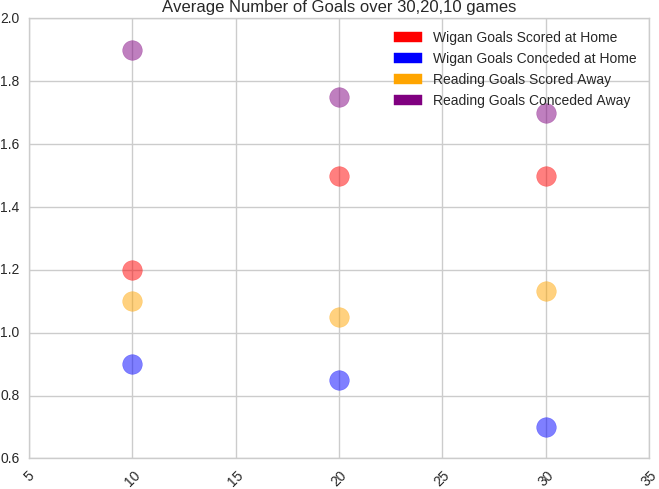 Average Number of Goals over 30,20,10 games
2.0
Wigan Goals Scored at Home
Wigan Goals Conceded at Home
Reading Goals Scored Away
1.8
Reading Goals Conceded Away
1.6
1.4
1.2
1.0
0.8
0.6
5 10 15 20 25 30 35